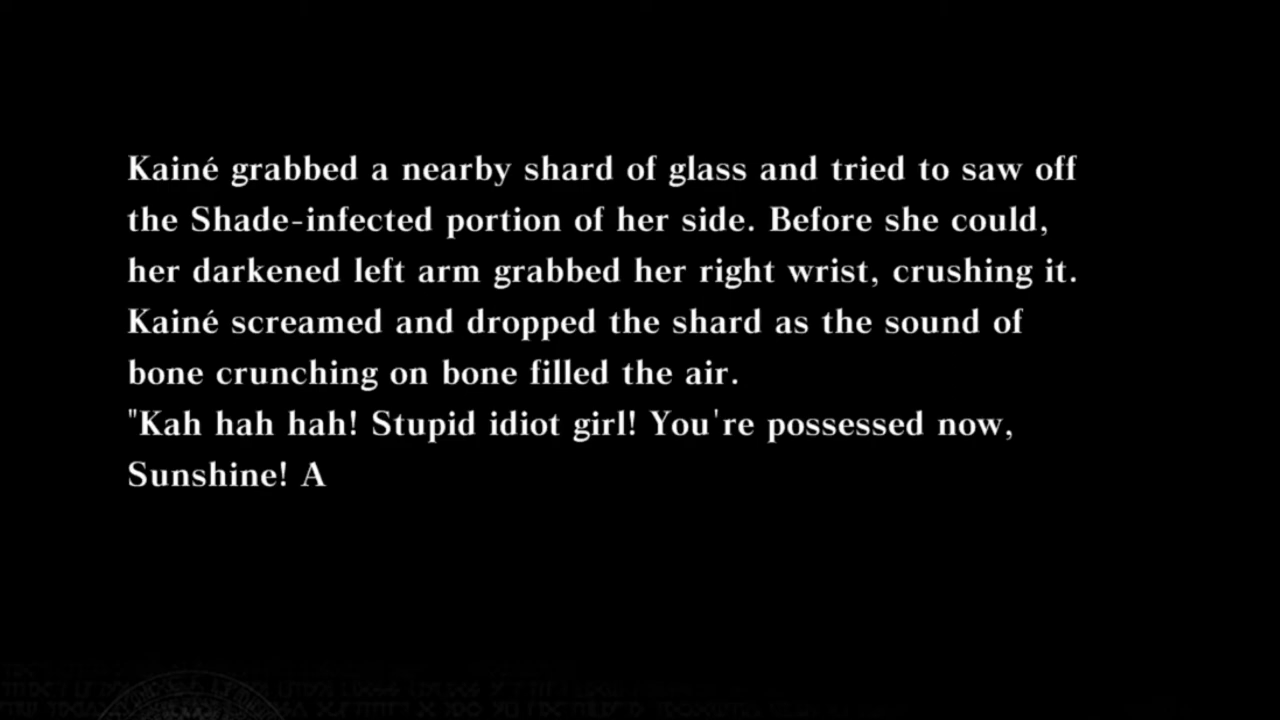 Kainé grabbed a nearby shard of glass and tried to saw off
the Shade-infected portion of her side. Before she could,
her darkened left arm grabbed her right wrist, crushing it.
Kainé screamed and dropped the shard as the sound of
bone crunching on bone filled the air.
"Kah hah hah! Stupid idiot girl! You're possessed now,
Sunshine! A